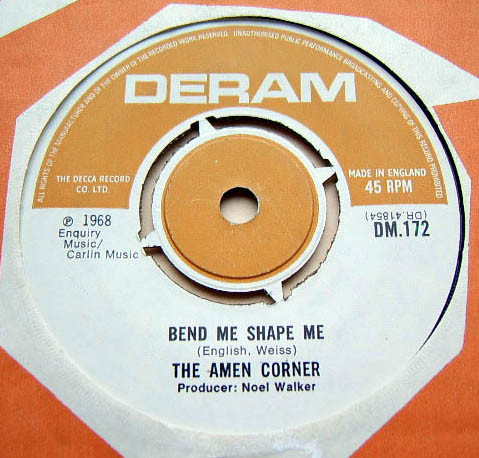 ALL RIGHTS OF THE MANUFACTURER AND OF THE OWNER OF THE RECORDED WORK RESERVED. UNAUTHORISED PUBLIC PERFORMANCE BROADCASTING AND COPYING OF THIS RECORD PROHIBITED
DERAM
THE DECCA RECORD
CO. LTD.
MADE IN ENGLAND
45 RPM
℗ 1968
Enquiry
Music/
Carlin Music
(DR.41854)
DM.172
BEND ME SHAPE ME
(English, Weiss)
THE AMEN CORNER
Producer: Noel Walker